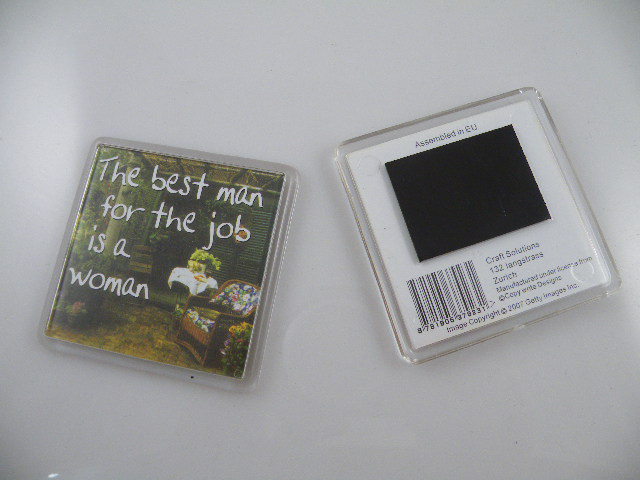 The best man
for the job
is a
woman
Assembled in EU
Craft Solutions
132 langstrass
Zurich
Manufactured under licence from
©Copy write Designs
Image Copyright © 2007 Getty Images Inc.